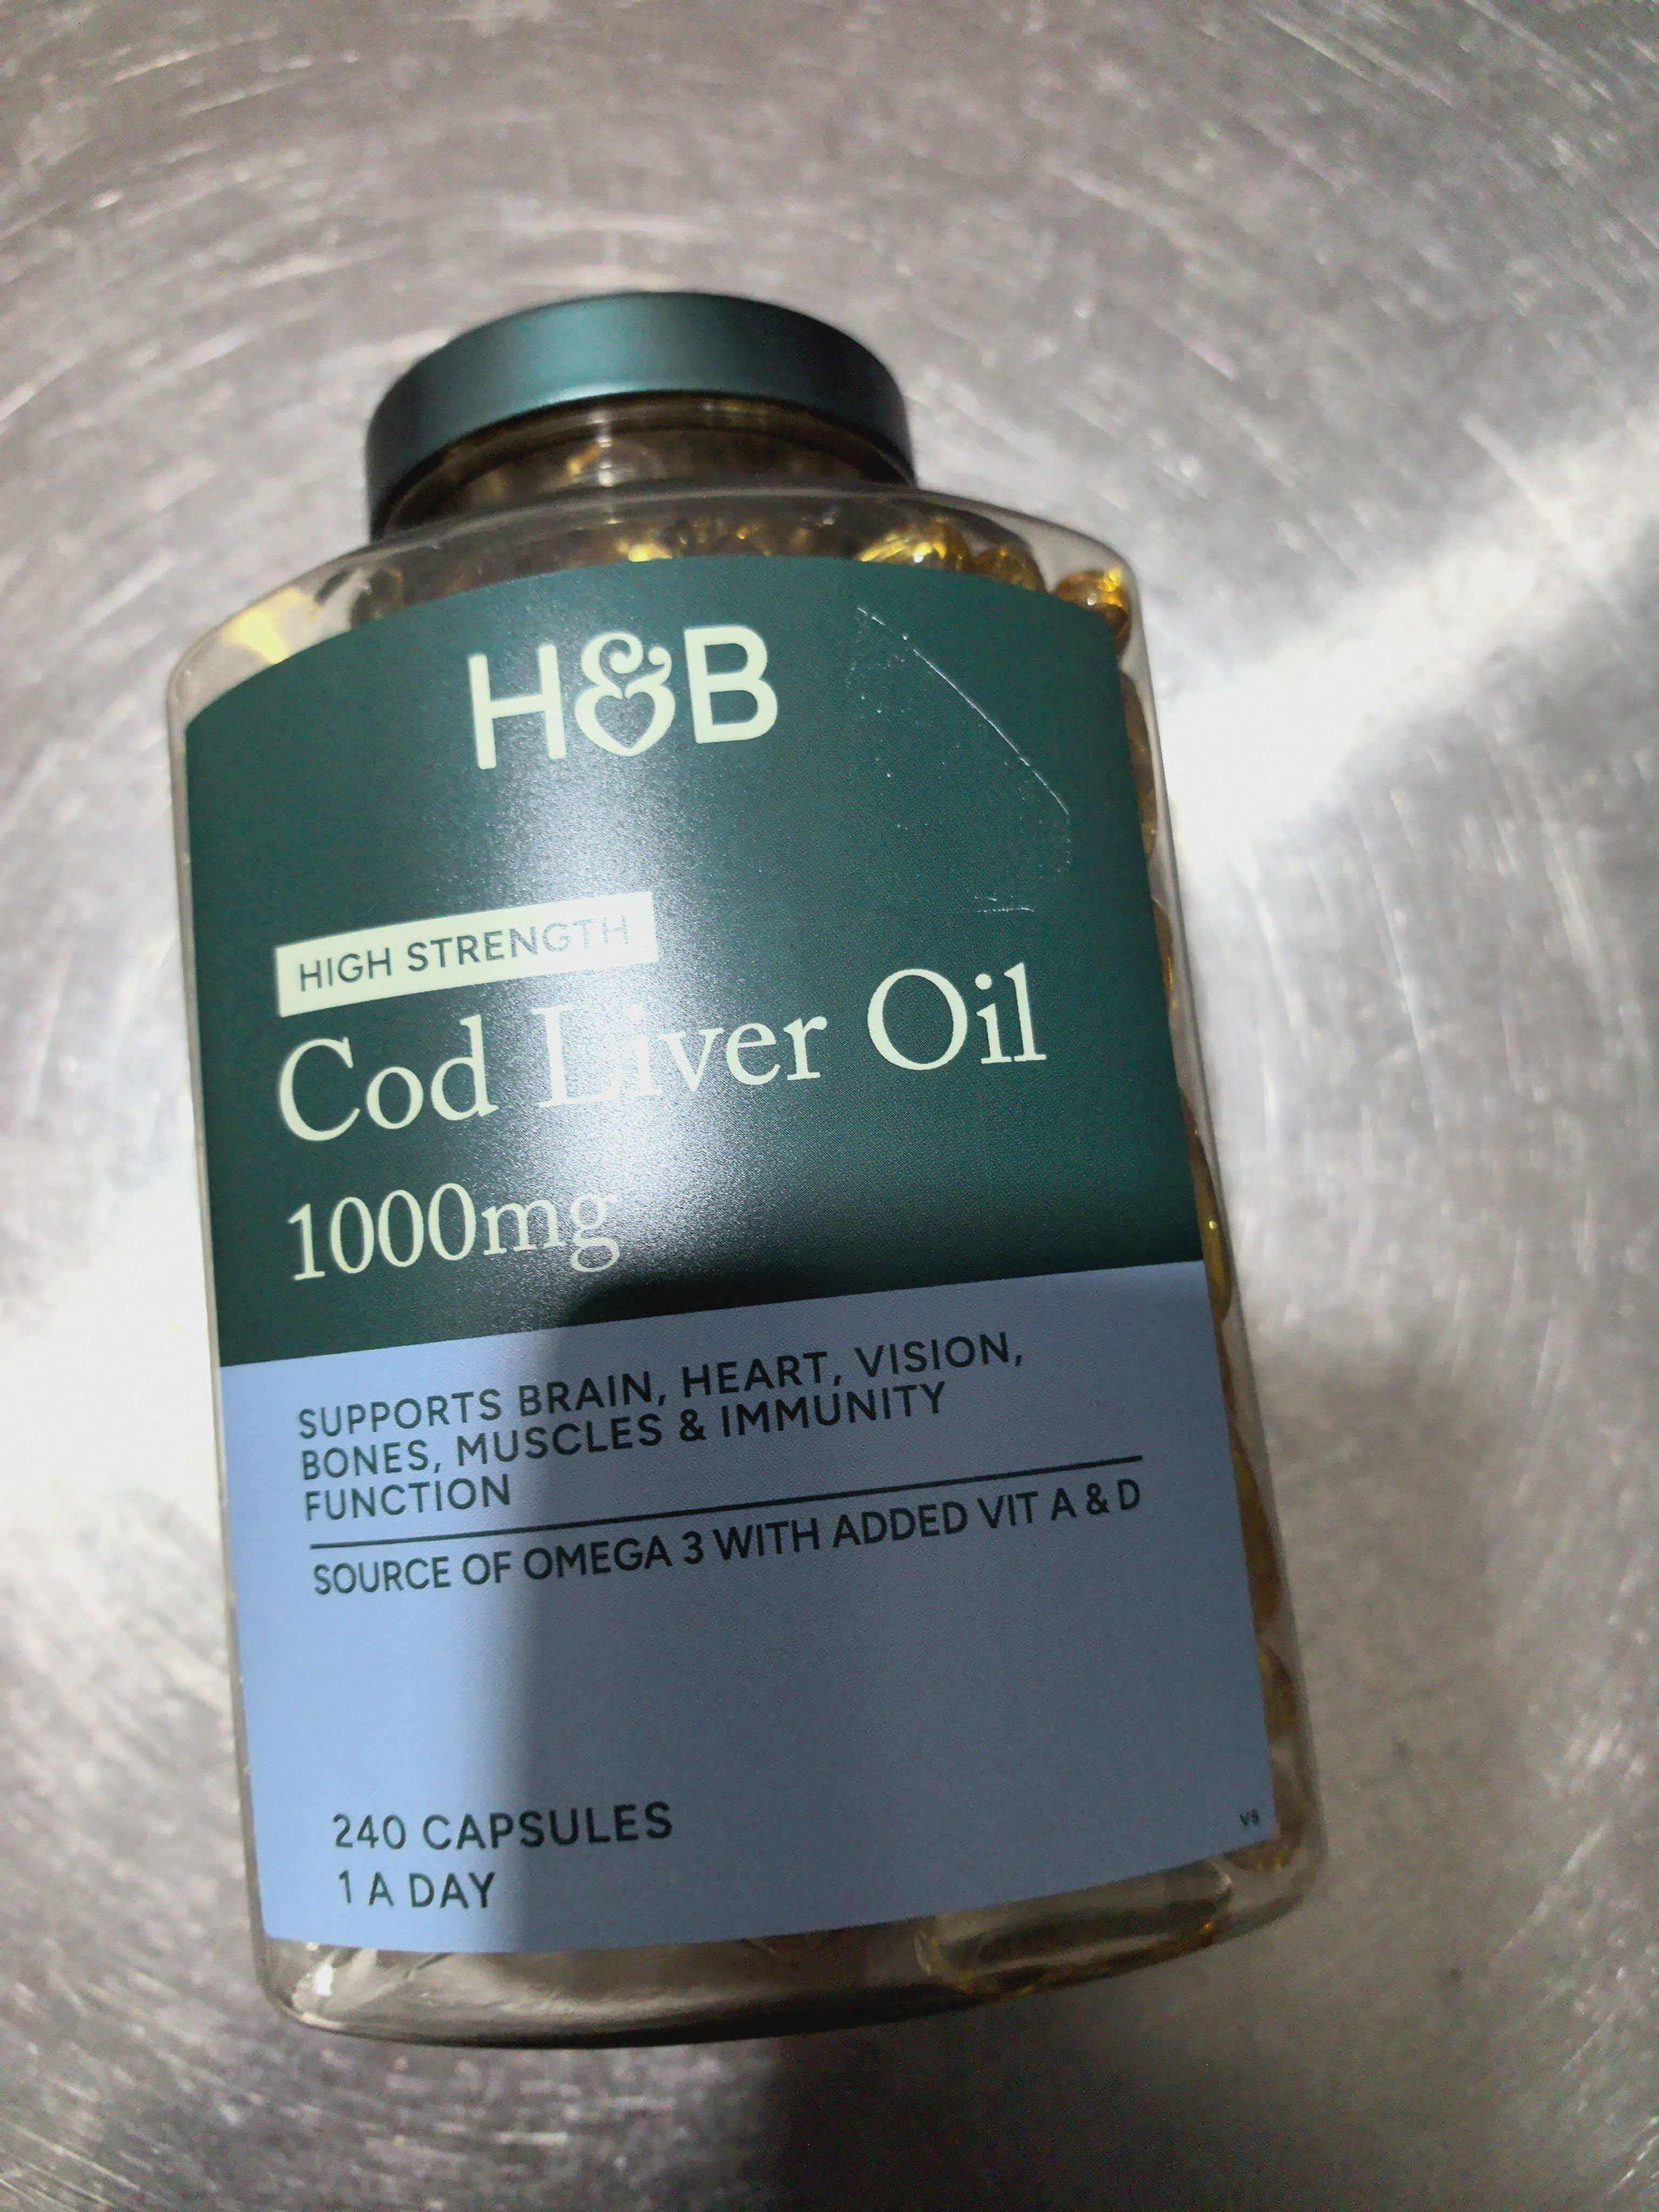 H&B
HIGH STRENGTH
Cod Liver Oil
1000mg
SUPPORTS BRAIN, HEART, VISION,
BONES, MUSCLES & IMMUNITY
FUNCTION
SOURCE OF OMEGA 3 WITH ADDED VIT A & D
240 CAPSULES
1 A DAY